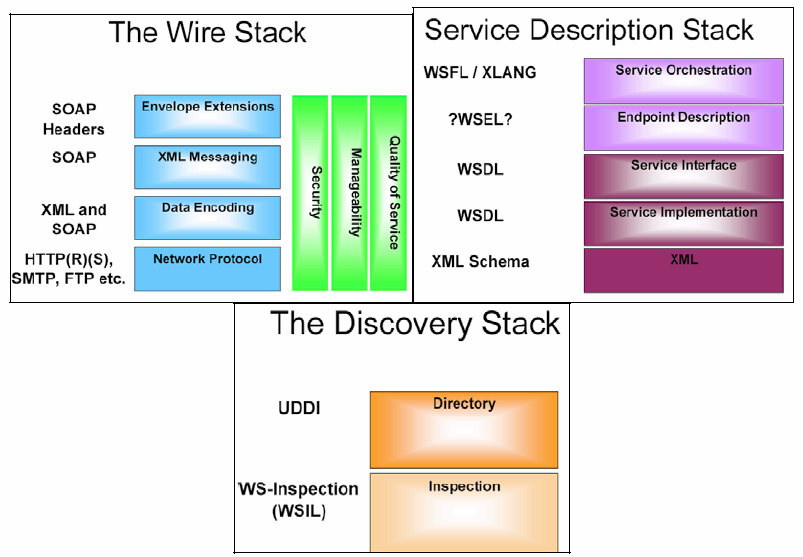 The Wire Stack
SOAP
Headers
Envelope Extensions
SOAP
XML Messaging
XML and
SOAP
Data Encoding
HTTP(R)(S),
SMTP, FTP etc.
Network Protocol
Security
Manageability
Quality of Service
Service Description Stack
WSFL / XLANG
Service Orchestration
?WSEL?
Endpoint Description
WSDL
Service Interface
WSDL
Service Implementation
XML Schema
XML
The Discovery Stack
UDDI
Directory
WS-Inspection
(WSIL)
Inspection